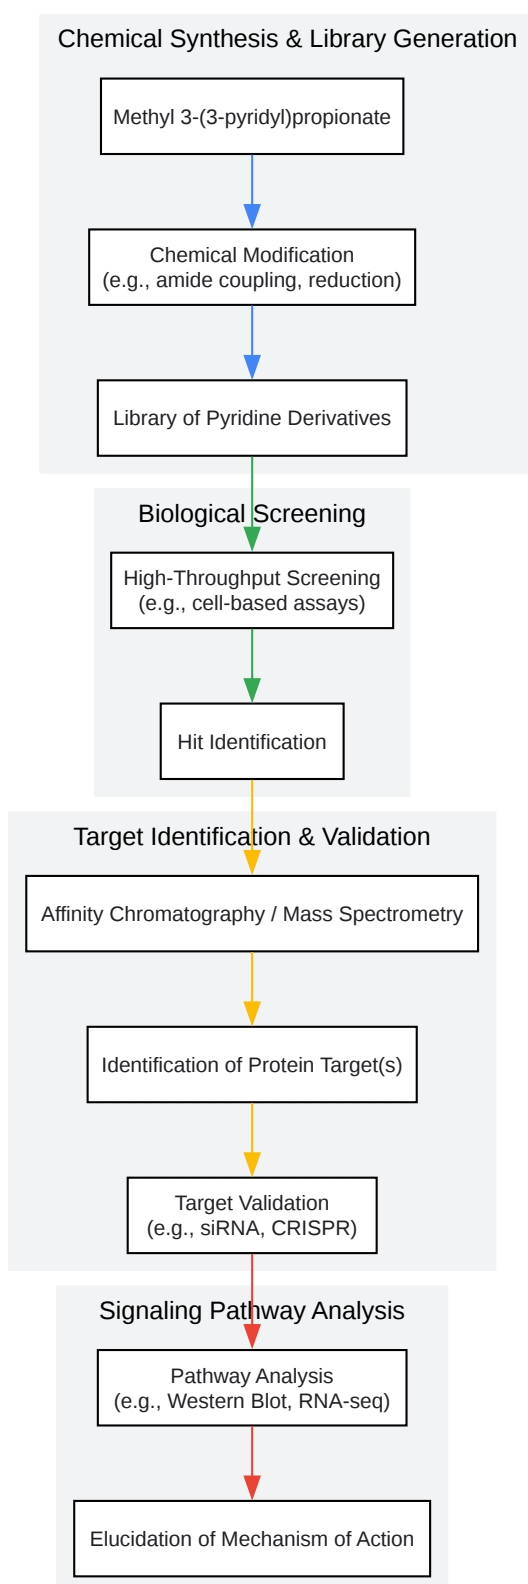 Chemical Synthesis & Library Generation
Methyl 3-(3-pyridyl)propionate
Chemical Modification
(e.g., amide coupling, reduction)
Library of Pyridine Derivatives
Biological Screening
High-Throughput Screening
(e.g., cell-based assays)
Hit Identification
Target Identification & Validation
Affinity Chromatography / Mass Spectrometry
Identification of Protein Target(s)
Target Validation
(e.g., siRNA, CRISPR)
Signaling Pathway Analysis
Pathway Analysis
(e.g., Western Blot, RNA-seq)
Elucidation of Mechanism of Action